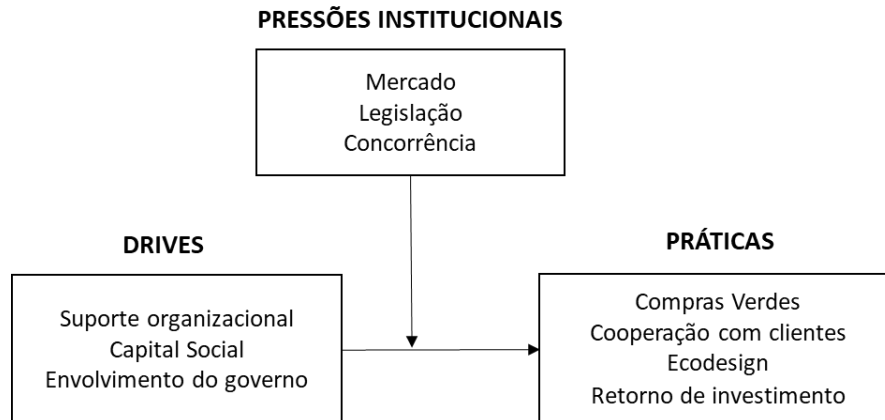 PRESSÕES INSTITUCIONAIS
Mercado
Legislação
Concorrência
DRIVES
Suporte organizacional
Capital Social
Envolvimento do governo
PRÁTICAS
Compras Verdes
Cooperação com clientes
Ecodesign
Retorno de investimento